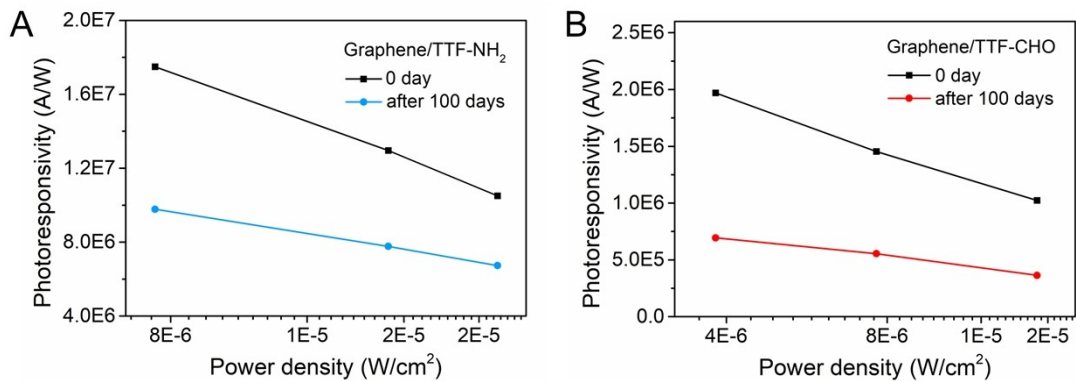 A
Graphene/TTF-NH₂
0 day
after 100 days
Photoresponsivity (A/W)
2.0E7
1.6E7
1.2E7
8.0E6
4.0E6
8E-6 1E-5 2E-5 2E-5
Power density (W/cm²)
B
Graphene/TTF-CHO
0 day
after 100 days
Photoresponsivity (A/W)
2.5E6
2.0E6
1.5E6
1.0E6
5.0E5
0.0
4E-6 8E-6 1E-5 2E-5
Power density (W/cm²)